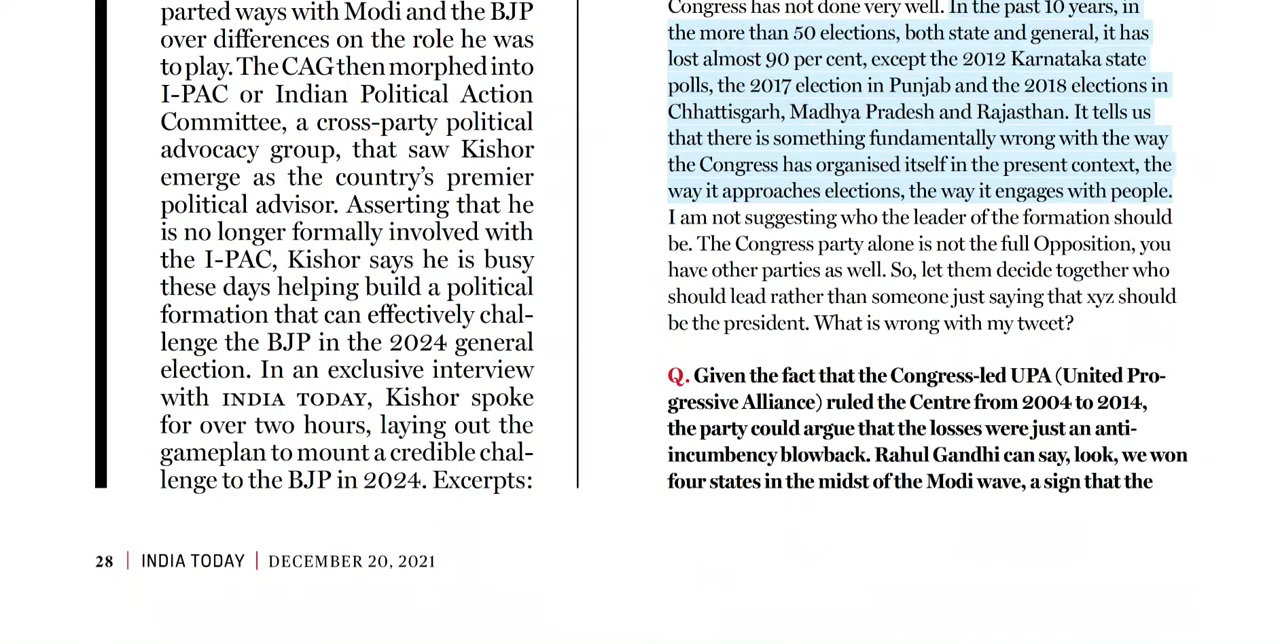 parted ways with Modi and the BJP
over differences on the role he was
to play. The CAG then morphed into
I-PAC or Indian Political Action
Committee, a cross-party political
advocacy group, that saw Kishor
emerge as the country’s premier
political advisor. Asserting that he
is no longer formally involved with
the I-PAC, Kishor says he is busy
these days helping build a political
formation that can effectively chal-
lenge the BJP in the 2024 general
election. In an exclusive interview
with INDIA TODAY, Kishor spoke
for over two hours, laying out the
gameplan to mount a credible chal-
lenge to the BJP in 2024. Excerpts:
Congress has not done very well. In the past 10 years, in
the more than 50 elections, both state and general, it has
lost almost 90 per cent, except the 2012 Karnataka state
polls, the 2017 election in Punjab and the 2018 elections in
Chhattisgarh, Madhya Pradesh and Rajasthan. It tells us
that there is something fundamentally wrong with the way
the Congress has organised itself in the present context, the
way it approaches elections, the way it engages with people.
I am not suggesting who the leader of the formation should
be. The Congress party alone is not the full Opposition, you
have other parties as well. So, let them decide together who
should lead rather than someone just saying that xyz should
be the president. What is wrong with my tweet?
Q. Given the fact that the Congress-led UPA (United Pro-
gressive Alliance) ruled the Centre from 2004 to 2014,
the party could argue that the losses were just an anti-
incumbency blowback. Rahul Gandhi can say, look, we won
four states in the midst of the Modi wave, a sign that the
28 | INDIA TODAY | DECEMBER 20, 2021